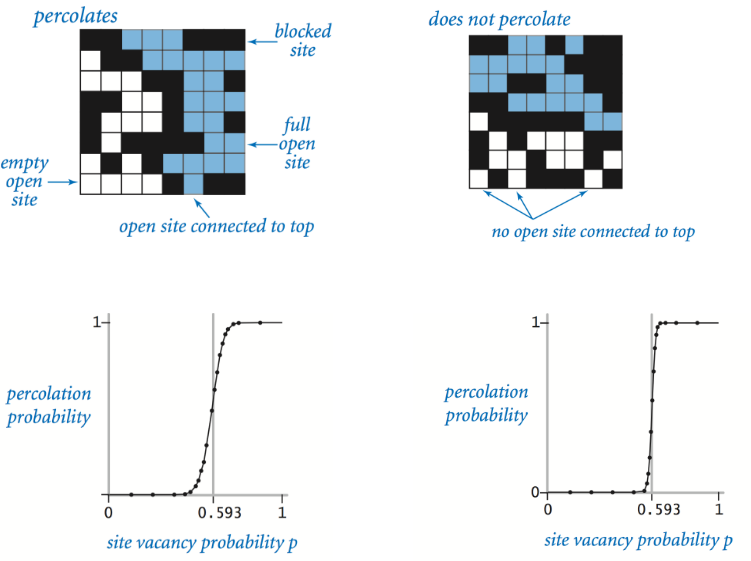 percolates
blocked
site
full
open
site
empty
open
site
open site connected to top
does not percolate
no open site connected to top
1
percolation
probability
0
0.593
1
site vacancy probability p
1
percolation
probability
0
0
0.593
1
site vacancy probability p